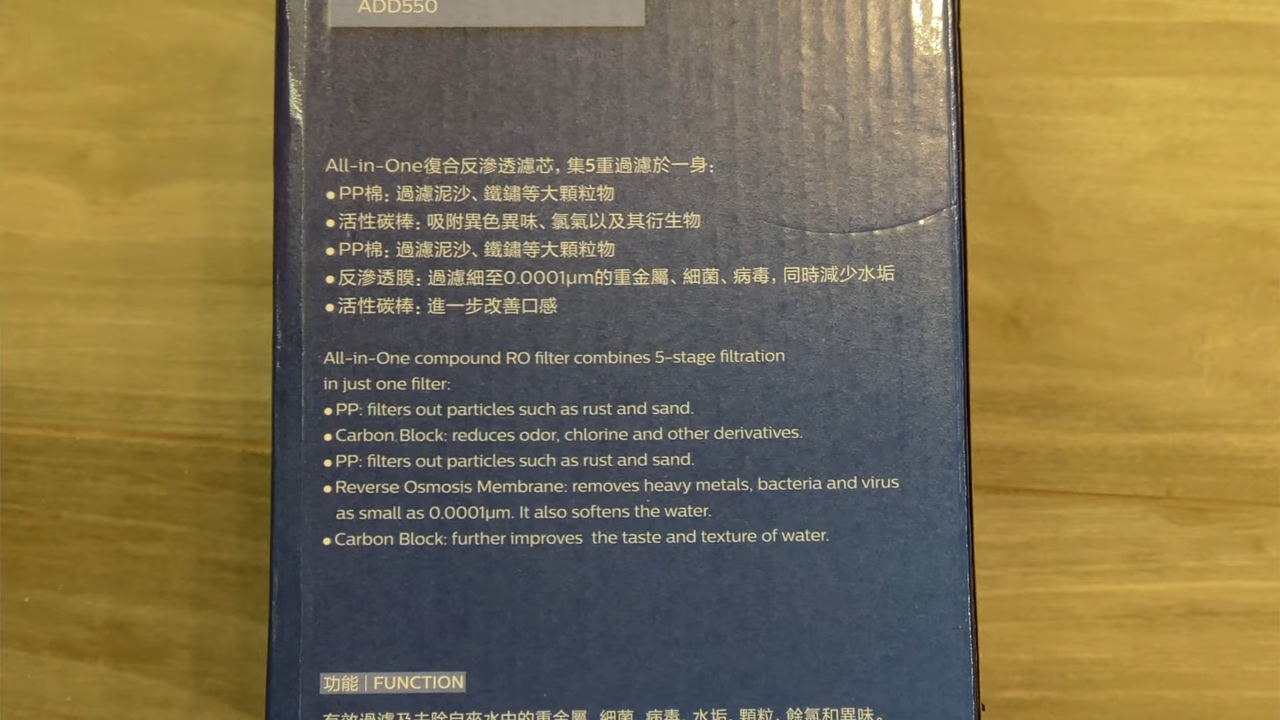 ADD550
All-in-One復合反滲透濾芯，集5重過濾於一身：
●PP棉：過濾泥沙、鐵鏽等大顆粒物
●活性碳棒：吸附異色異味、氯氣以及其衍生物
●PP棉：過濾泥沙、鐵鏽等大顆粒物
●反滲透膜：過濾細至0.0001µm的重金屬、細菌、病毒，同時減少水垢
●活性碳棒：進一步改善口感
All-in-One compound RO filter combines 5-stage filtration
in just one filter:
●PP: filters out particles such as rust and sand.
●Carbon Block: reduces odor, chlorine and other derivatives.
●PP: filters out particles such as rust and sand.
●Reverse Osmosis Membrane: removes heavy metals, bacteria and virus
as small as 0.0001µm. It also softens the water.
●Carbon Block: further improves the taste and texture of water.
功能 | FUNCTION
有效過濾及去除自來水中的重金屬、細菌、病毒、水垢、顆粒、餘氯和異味。